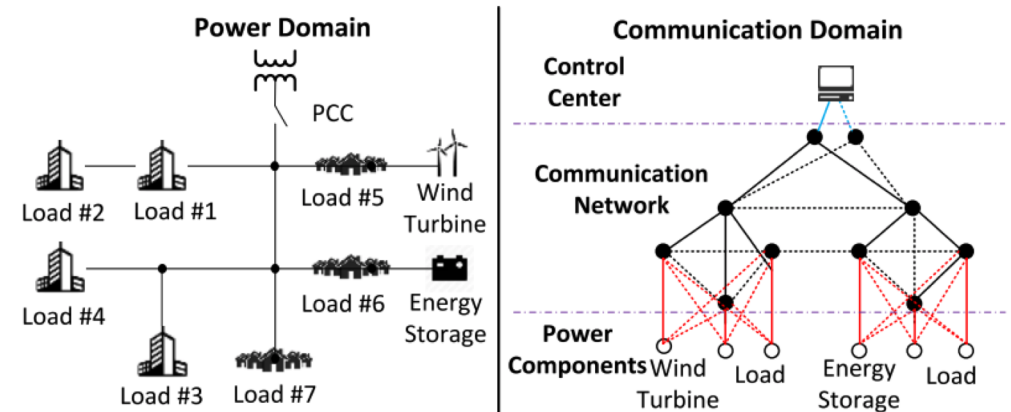 Power Domain
PCC
Load #2
Load #1
Load #5
Wind
Turbine
Load #4
Load #6
Energy
Storage
Load #3
Load #7
Communication Domain
Control
Center
Communication
Network
Power
Components
Wind
Turbine
Load
Energy
Storage
Load